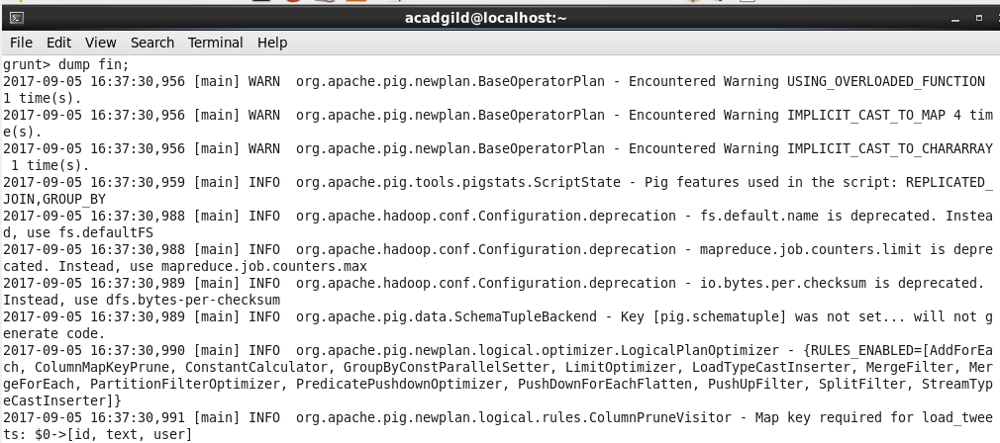 acadgild@localhost:~
File Edit View Search Terminal Help
grunt> dump fin;
2017-09-05 16:37:30,956 [main] WARN  org.apache.pig.newplan.BaseOperatorPlan - Encountered Warning USING_OVERLOADED_FUNCTION
1 time(s).
2017-09-05 16:37:30,956 [main] WARN  org.apache.pig.newplan.BaseOperatorPlan - Encountered Warning IMPLICIT_CAST_TO_MAP 4 tim
e(s).
2017-09-05 16:37:30,956 [main] WARN  org.apache.pig.newplan.BaseOperatorPlan - Encountered Warning IMPLICIT_CAST_TO_CHARARRAY
 1 time(s).
2017-09-05 16:37:30,959 [main] INFO  org.apache.pig.tools.pigstats.ScriptState - Pig features used in the script: REPLICATED_
JOIN,GROUP_BY
2017-09-05 16:37:30,988 [main] INFO  org.apache.hadoop.conf.Configuration.deprecation - fs.default.name is deprecated. Instea
d, use fs.defaultFS
2017-09-05 16:37:30,988 [main] INFO  org.apache.hadoop.conf.Configuration.deprecation - mapreduce.job.counters.limit is depre
cated. Instead, use mapreduce.job.counters.max
2017-09-05 16:37:30,989 [main] INFO  org.apache.hadoop.conf.Configuration.deprecation - io.bytes.per.checksum is deprecated.
Instead, use dfs.bytes-per-checksum
2017-09-05 16:37:30,989 [main] INFO  org.apache.pig.data.SchemaTupleBackend - Key [pig.schematuple] was not set... will not g
enerate code.
2017-09-05 16:37:30,990 [main] INFO  org.apache.pig.newplan.logical.optimizer.LogicalPlanOptimizer - {RULES_ENABLED=[AddForEa
ch, ColumnMapKeyPrune, ConstantCalculator, GroupByConstParallelSetter, LimitOptimizer, LoadTypeCastInserter, MergeFilter, Mer
geForEach, PartitionFilterOptimizer, PredicatePushdownOptimizer, PushDownForEachFlatten, PushUpFilter, SplitFilter, StreamTyp
eCastInserter]}
2017-09-05 16:37:30,991 [main] INFO  org.apache.pig.newplan.logical.rules.ColumnPruneVisitor - Map key required for load_twee
ts: $0->[id, text, user]